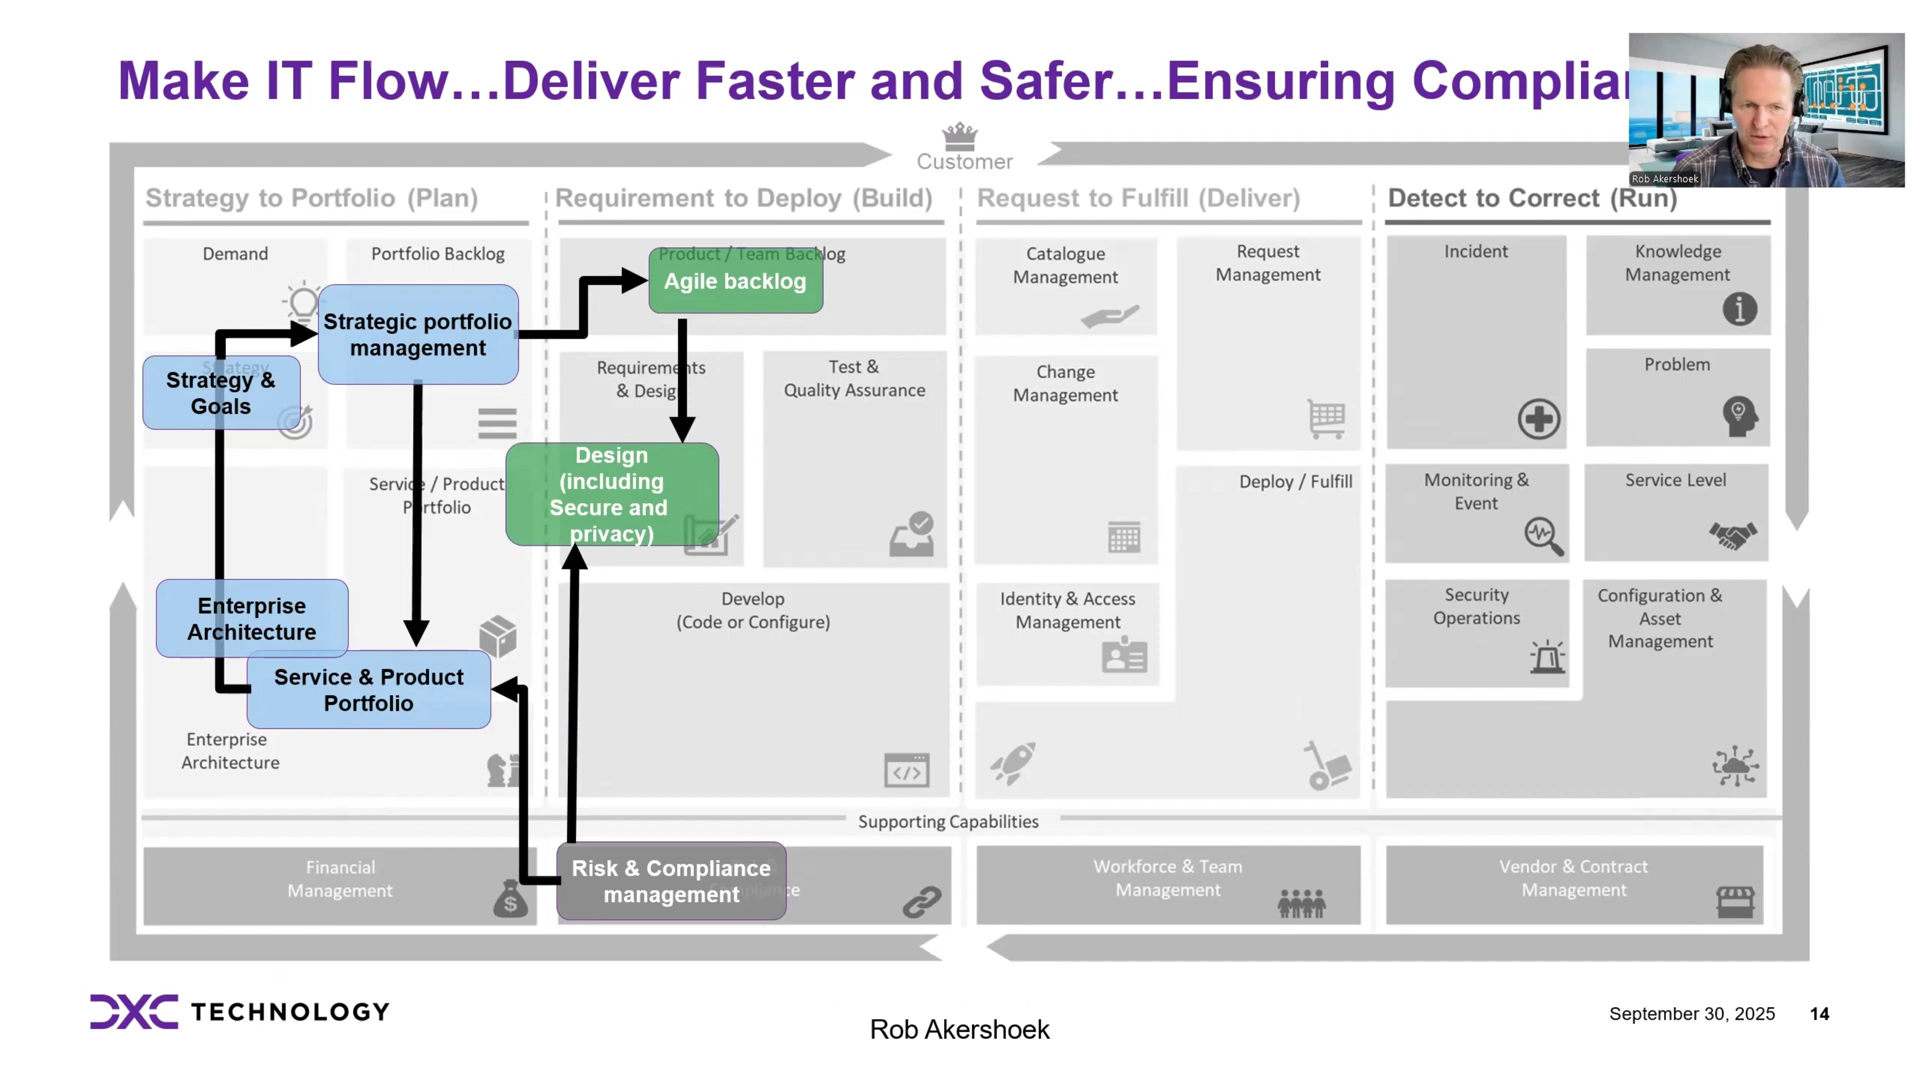 Make IT Flow…Deliver Faster and Safer…Ensuring Complian
Rob Akershoek
Customer
Strategy to Portfolio (Plan)
Requirement to Deploy (Build)
Request to Fulfill (Deliver)
Detect to Correct (Run)
Demand
Portfolio Backlog
Strategic portfolio
management
Strategy
Strategy &
Goals
Service / Product
Portfolio
Enterprise
Architecture
Service & Product
Portfolio
Enterprise
Architecture
Product / Team Backlog
Agile backlog
Requirements
& Design
Test &
Quality Assurance
Design
(including
Secure and
privacy)
Develop
(Code or Configure)
Catalogue
Management
Request
Management
Change
Management
Deploy / Fulfill
Identity & Access
Management
Incident
Knowledge
Management
Problem
Monitoring &
Event
Service Level
Security
Operations
Configuration &
Asset
Management
Supporting Capabilities
Financial
Management
Risk & Compliance
management
Workforce & Team
Management
Vendor & Contract
Management
DXC TECHNOLOGY
Rob Akershoek
September 30, 2025 14